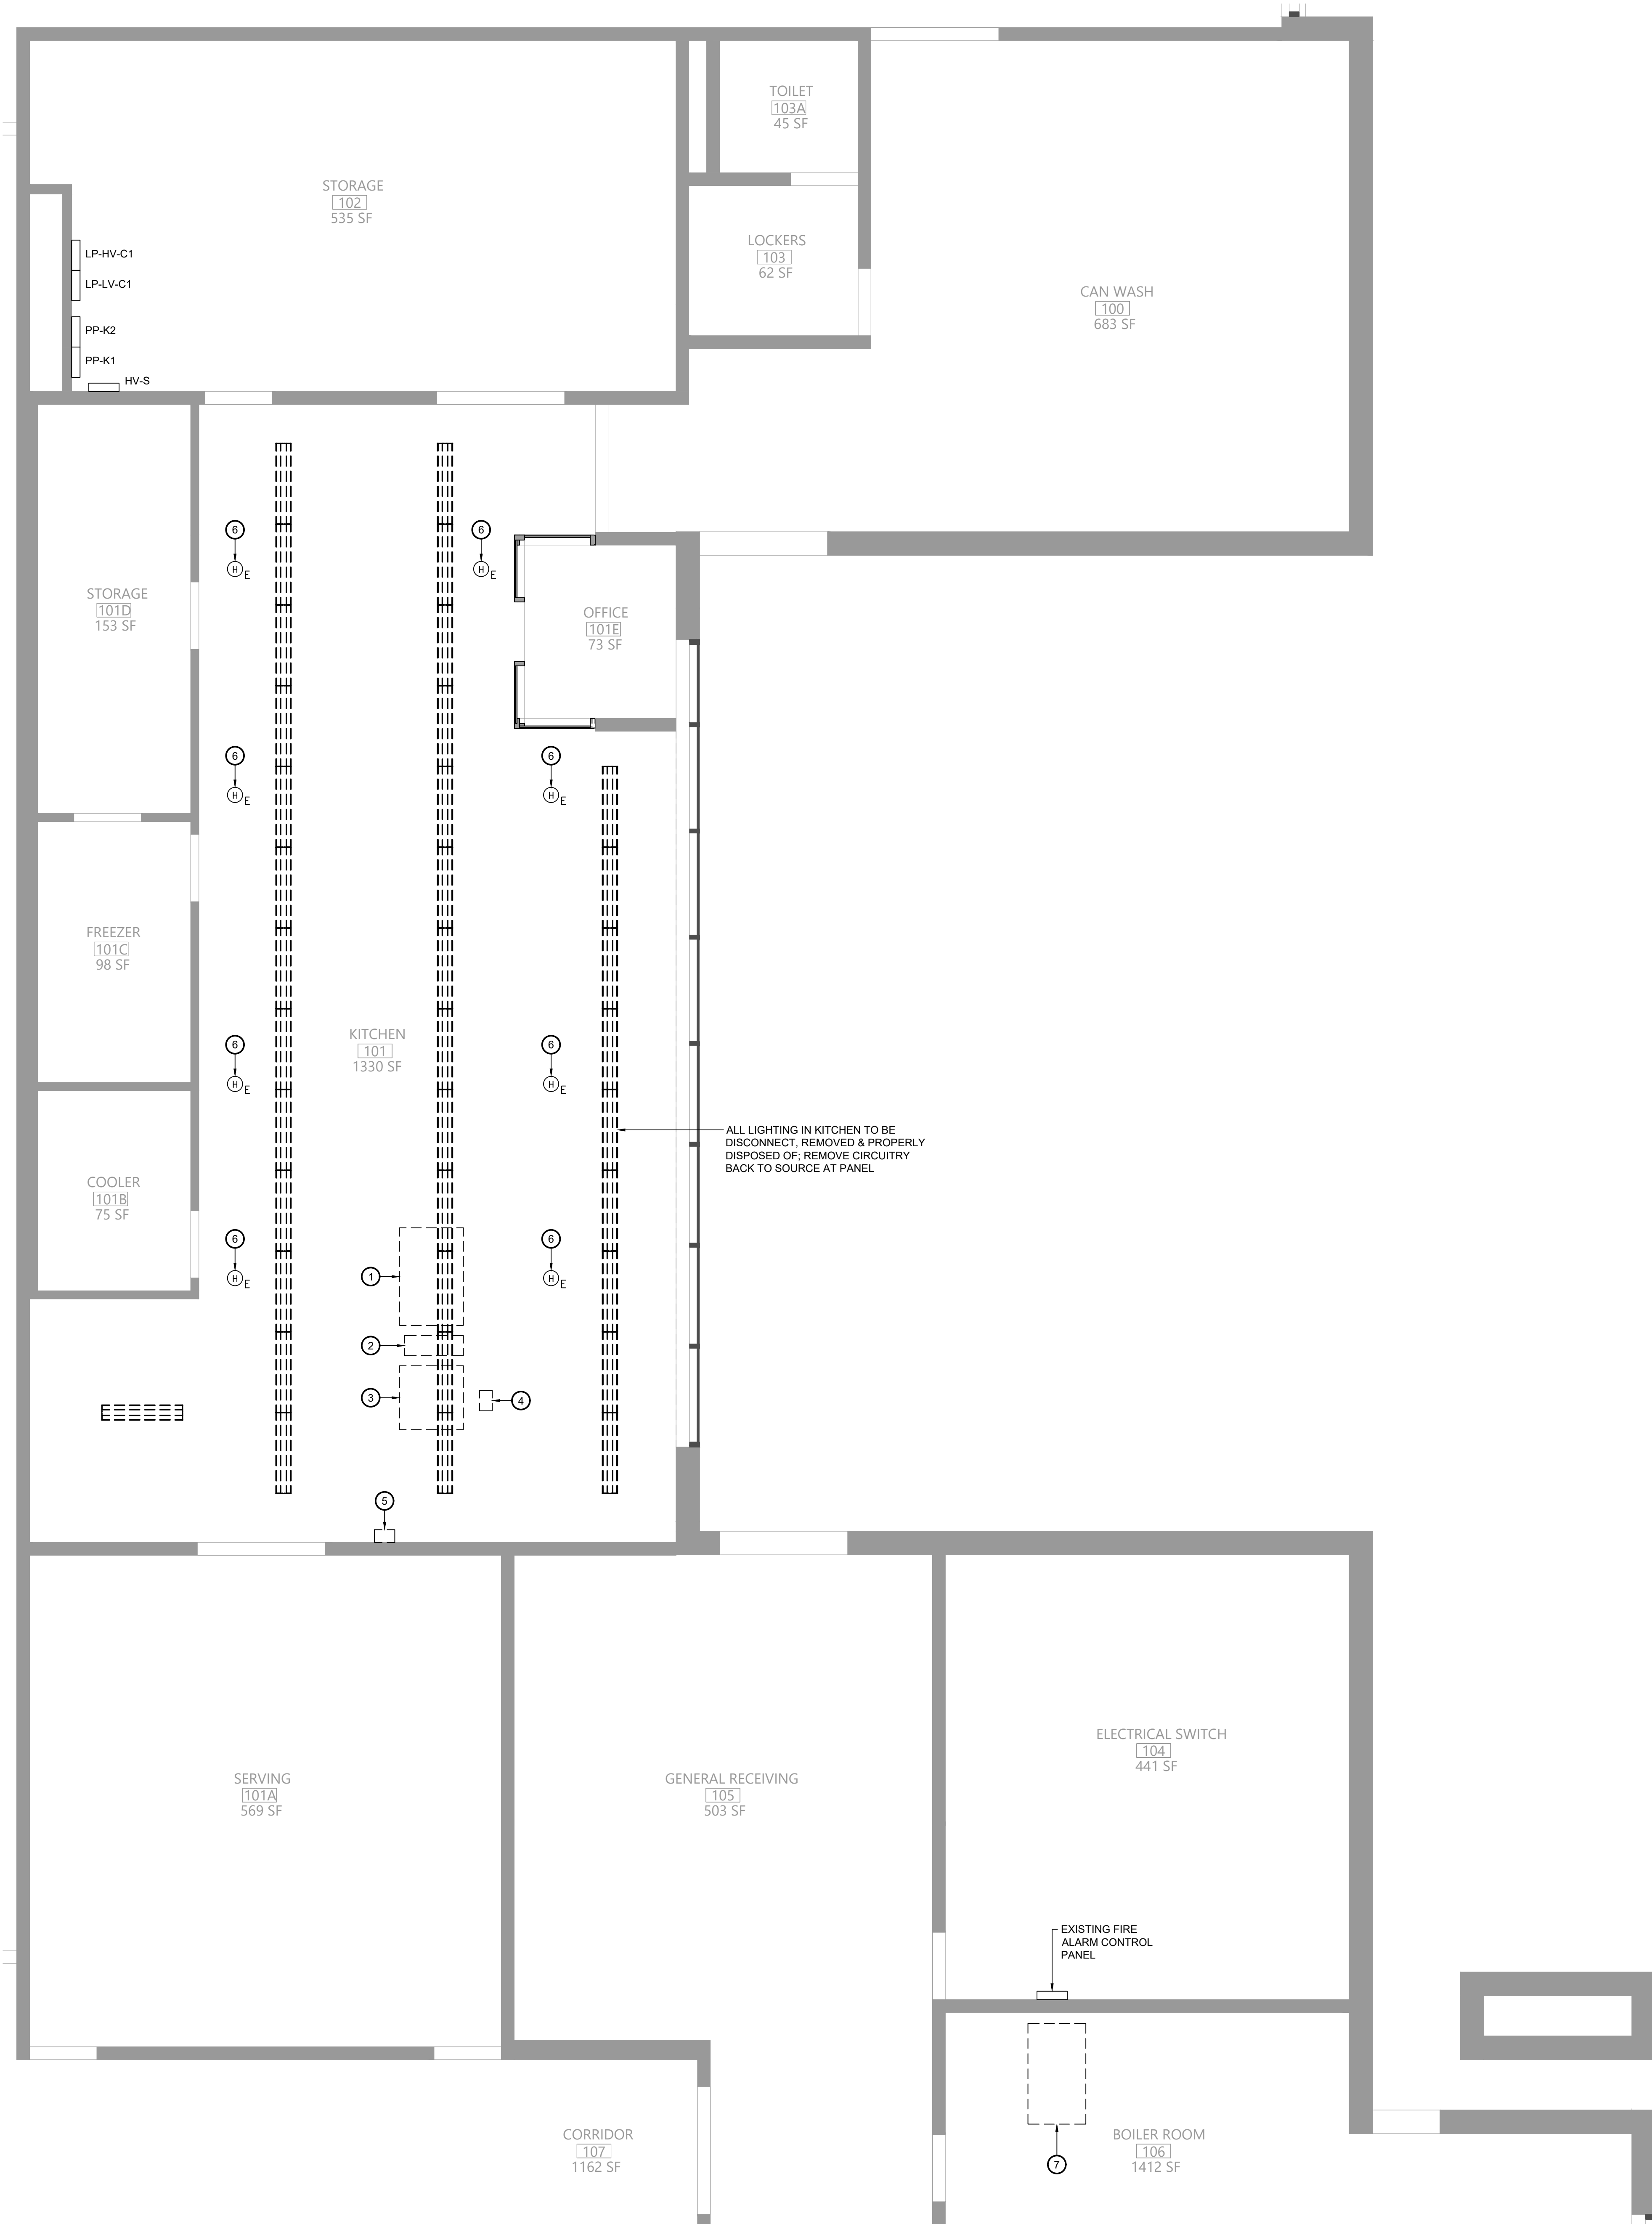 TOILET
103A
45 SF
STORAGE
102
535 SF
LOCKERS
103
62 SF
CAN WASH
100
683 SF
LP-HV-C1
LP-LV-C1
PP-K2
PP-K1
HV-S
6
H E
6
H E
STORAGE
101D
153 SF
OFFICE
101E
73 SF
6
H E
6
H E
FREEZER
101C
98 SF
KITCHEN
101
1330 SF
6
H E
6
H E
ALL LIGHTING IN KITCHEN TO BE
DISCONNECT, REMOVED & PROPERLY
DISPOSED OF; REMOVE CIRCUITRY
BACK TO SOURCE AT PANEL
COOLER
101B
75 SF
6
H E
6
H E
1
2
3
4
5
SERVING
101A
569 SF
GENERAL RECEIVING
105
503 SF
ELECTRICAL SWITCH
104
441 SF
EXISTING FIRE
ALARM CONTROL
PANEL
CORRIDOR
107
1162 SF
BOILER ROOM
106
1412 SF
7